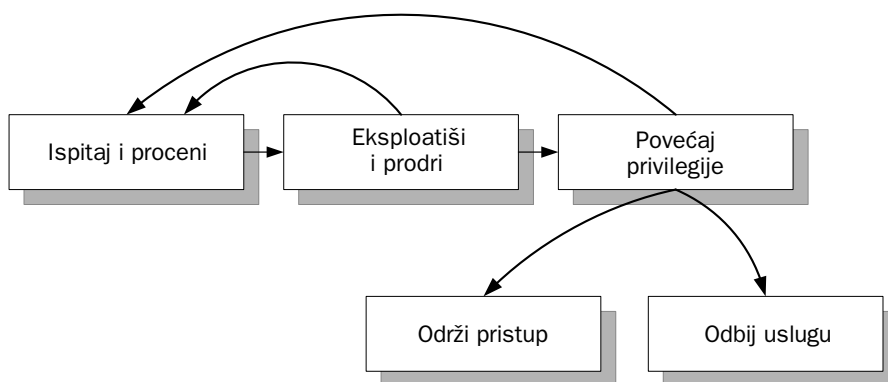 Ispitaj i proceni
Eksploatiši
i prodri
Povećaj
privilegije
Održi pristup
Odbij uslugu